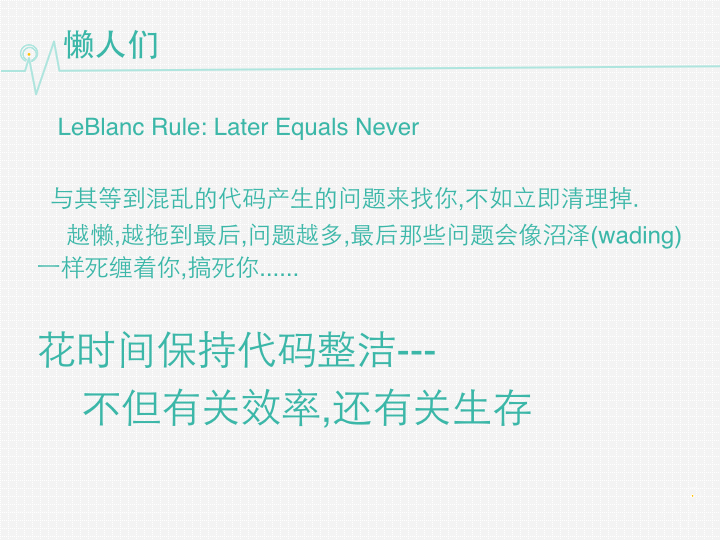 懒人们
LeBlanc Rule: Later Equals Never
与其等到混乱的代码产生的问题来找你,不如立即清理掉.
越懒,越拖到最后,问题越多,最后那些问题会像沼泽(wading)
一样死缠着你,搞死你......
花时间保持代码整洁---
不但有关效率,还有关生存